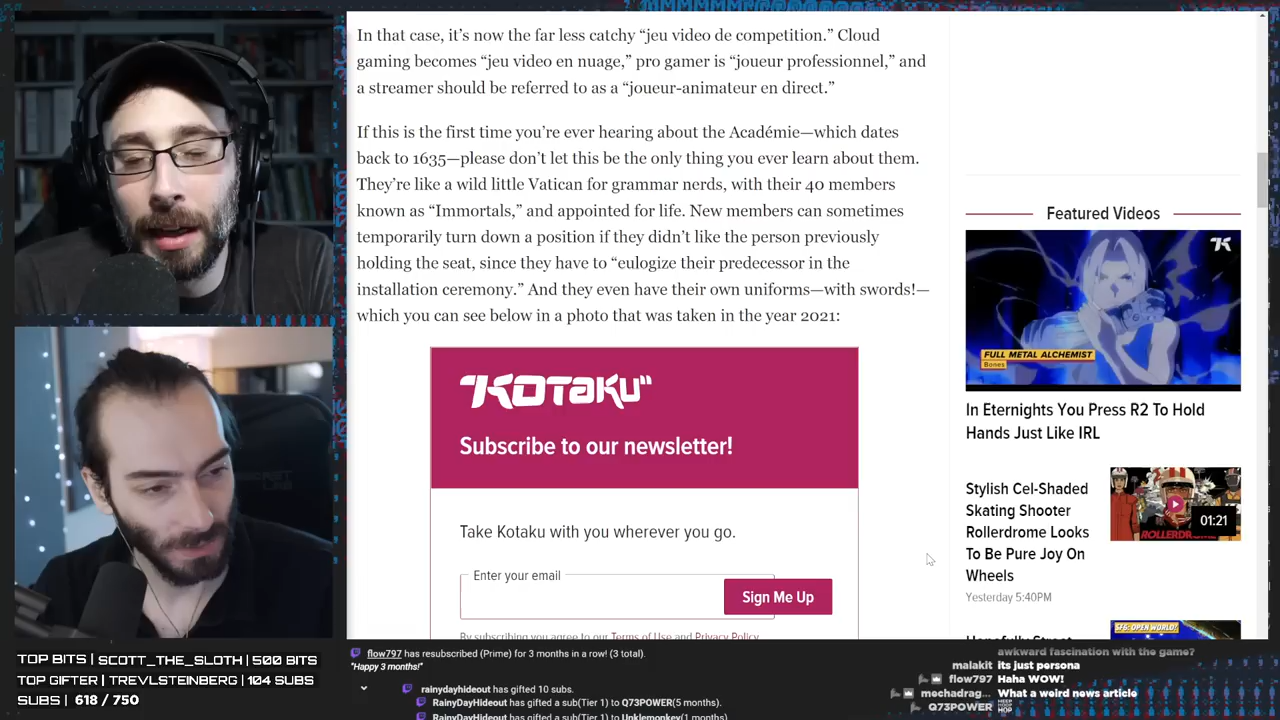 In that case, it’s now the far less catchy “jeu video de competition.” Cloud
gaming becomes “jeu video en nuage,” pro gamer is “joueur professionnel,” and
a streamer should be referred to as a “joueur-animateur en direct.”
If this is the first time you’re ever hearing about the Académie—which dates
back to 1635—please don’t let this be the only thing you ever learn about them.
They’re like a wild little Vatican for grammar nerds, with their 40 members
known as “Immortals,” and appointed for life. New members can sometimes
temporarily turn down a position if they didn’t like the person previously
holding the seat, since they have to “eulogize their predecessor in the
installation ceremony.” And they even have their own uniforms—with swords!—
which you can see below in a photo that was taken in the year 2021:
KOTAKU
Subscribe to our newsletter!
Take Kotaku with you wherever you go.
Enter your email
Sign Me Up
By subscribing you agree to our Terms of Use and Privacy Policy.
Featured Videos
FULL METAL ALCHEMIST
Bones
In Eternights You Press R2 To Hold
Hands Just Like IRL
Stylish Cel-Shaded
Skating Shooter
Rollerdrome Looks
To Be Pure Joy On
Wheels
ROLLERDROME
01:21
Yesterday 5:40PM
SF6: OPEN WORLD?
Hopefully Street
TOP BITS | SCOTT_THE_SLOTH | 500 BITS
TOP GIFTER | TREVLSTEINBERG | 104 SUBS
SUBS | 618 / 750
flow797 has resubscribed (Prime) for 3 months in a row! (3 total).
"Happy 3 months!"
rainydayhideout has gifted 10 subs.
RainyDayHideout has gifted a sub(Tier 1) to Q73POWER(5 months).
RainyDayHideout has gifted a sub(Tier 1) to Unklemonkey(1 months).
awkward fascination with the game?
malakit its just persona
flow797 Haha WOW!
mechadrag... What a weird news article
Q73POWER